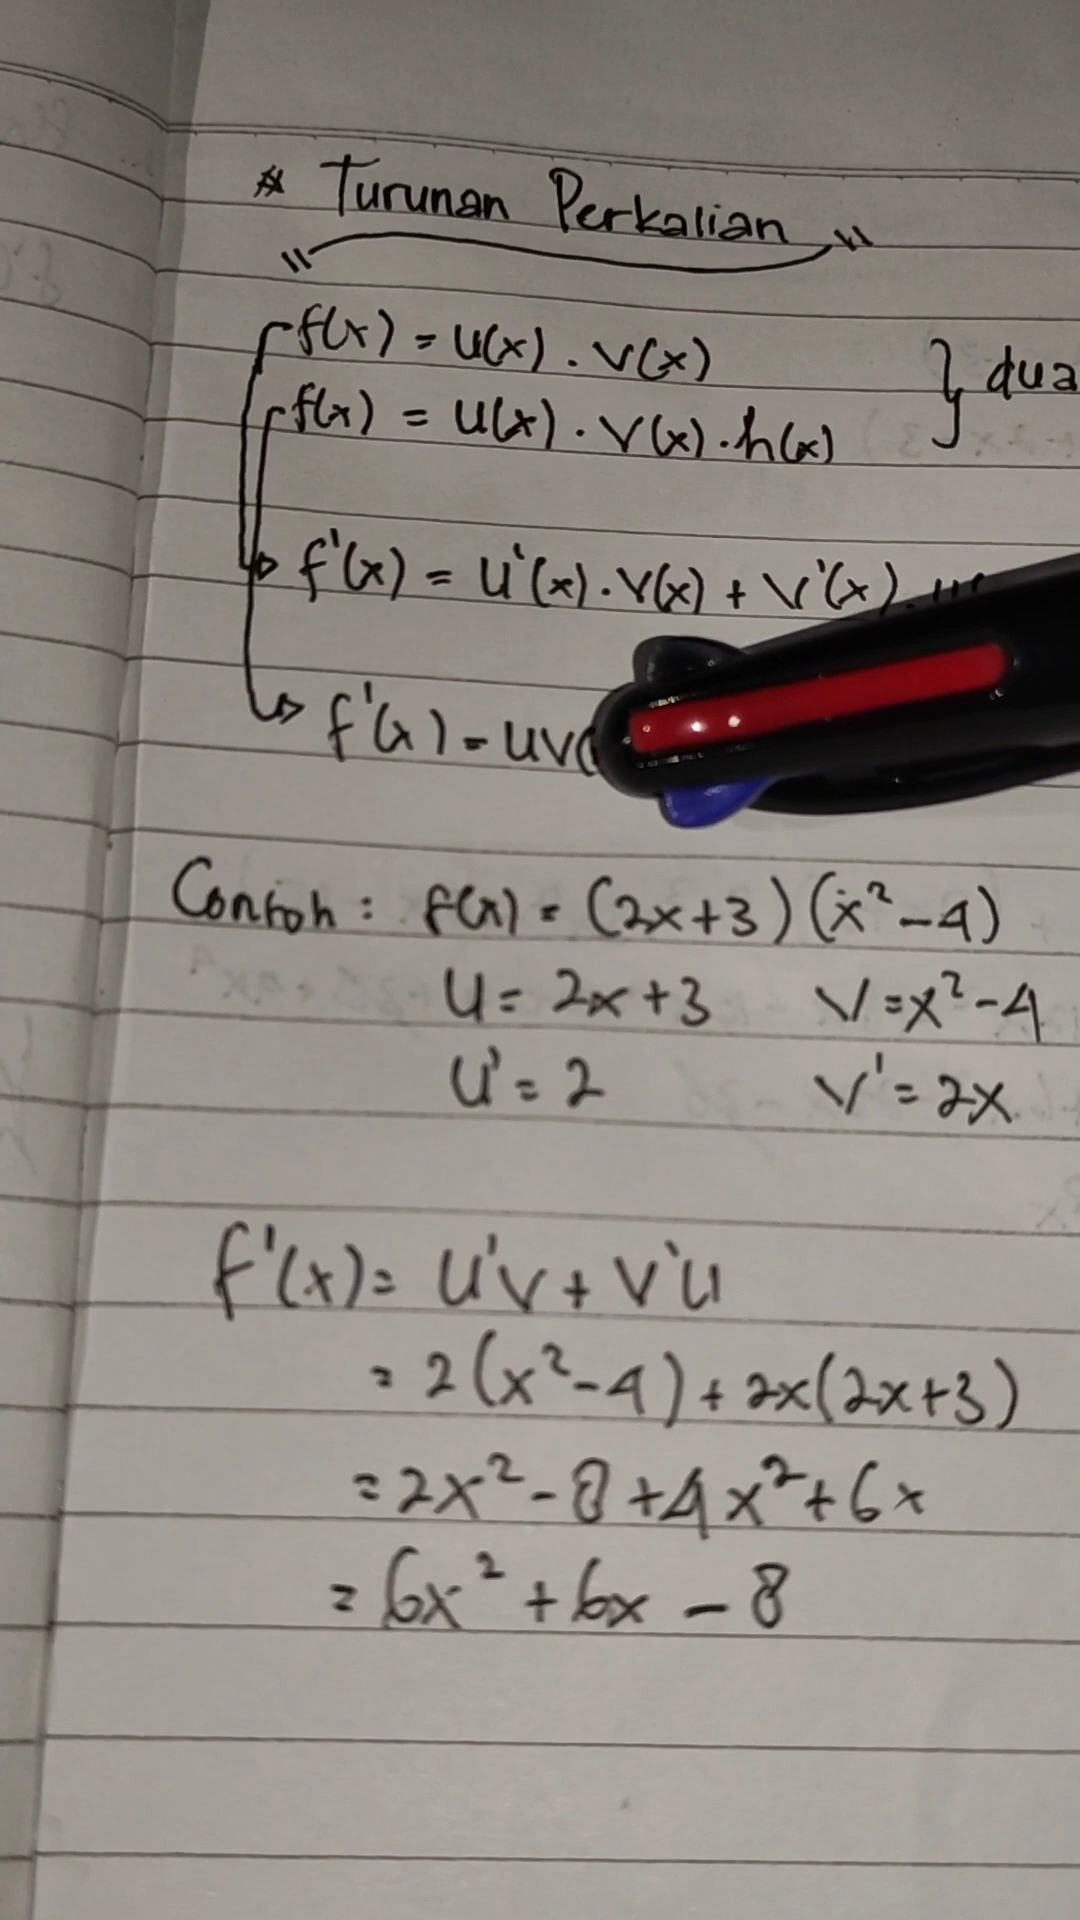 * Turunan Perkalian
f(x) = u(x) . v(x)
} dua
f(x) = u(x) . v(x) . h(x)
f'(x) = u'(x) . v(x) + v'(x) .
f'(x) = uv
Contoh : f(x) = (2x+3)(x²-4)
u = 2x+3 v = x²-4
u' = 2 v' = 2x
f'(x) = u'v + v'u
= 2(x²-4) + 2x(2x+3)
= 2x² - 8 + 4x² + 6x
= 6x² + 6x - 8